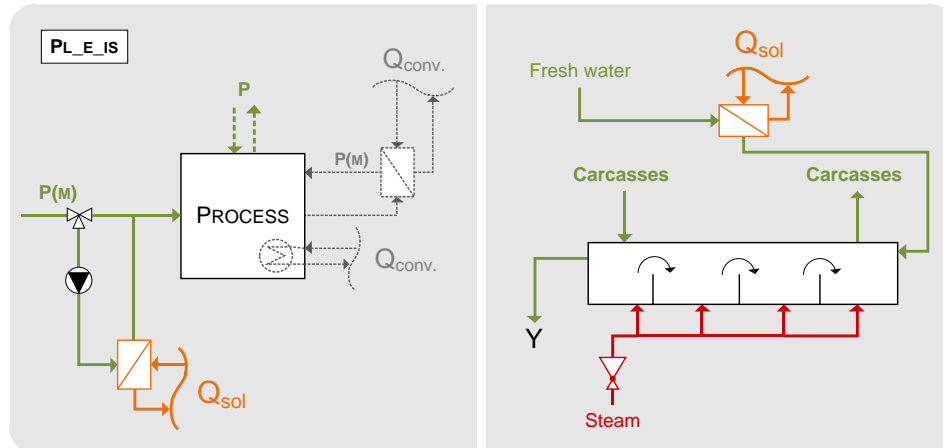 PL_E_IS
Qconv.
P
P(M)
P(M)
PROCESS
Qconv.
Qsol
Qsol
Fresh water
Carcasses
Carcasses
Y
Steam